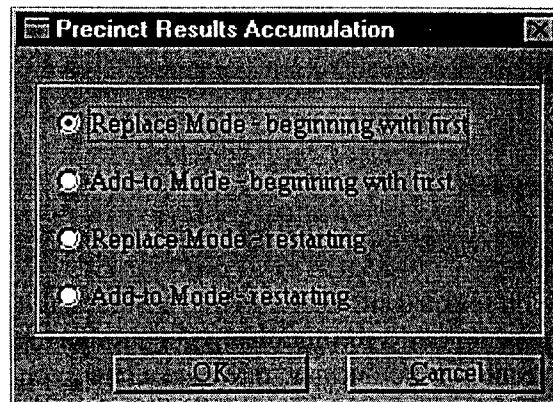 Precinct Results Accumulation
Replace Mode - beginning with first
Add-to Mode - beginning with first
Replace Mode - restarting
Add-to Mode - restarting
OK
Cancel